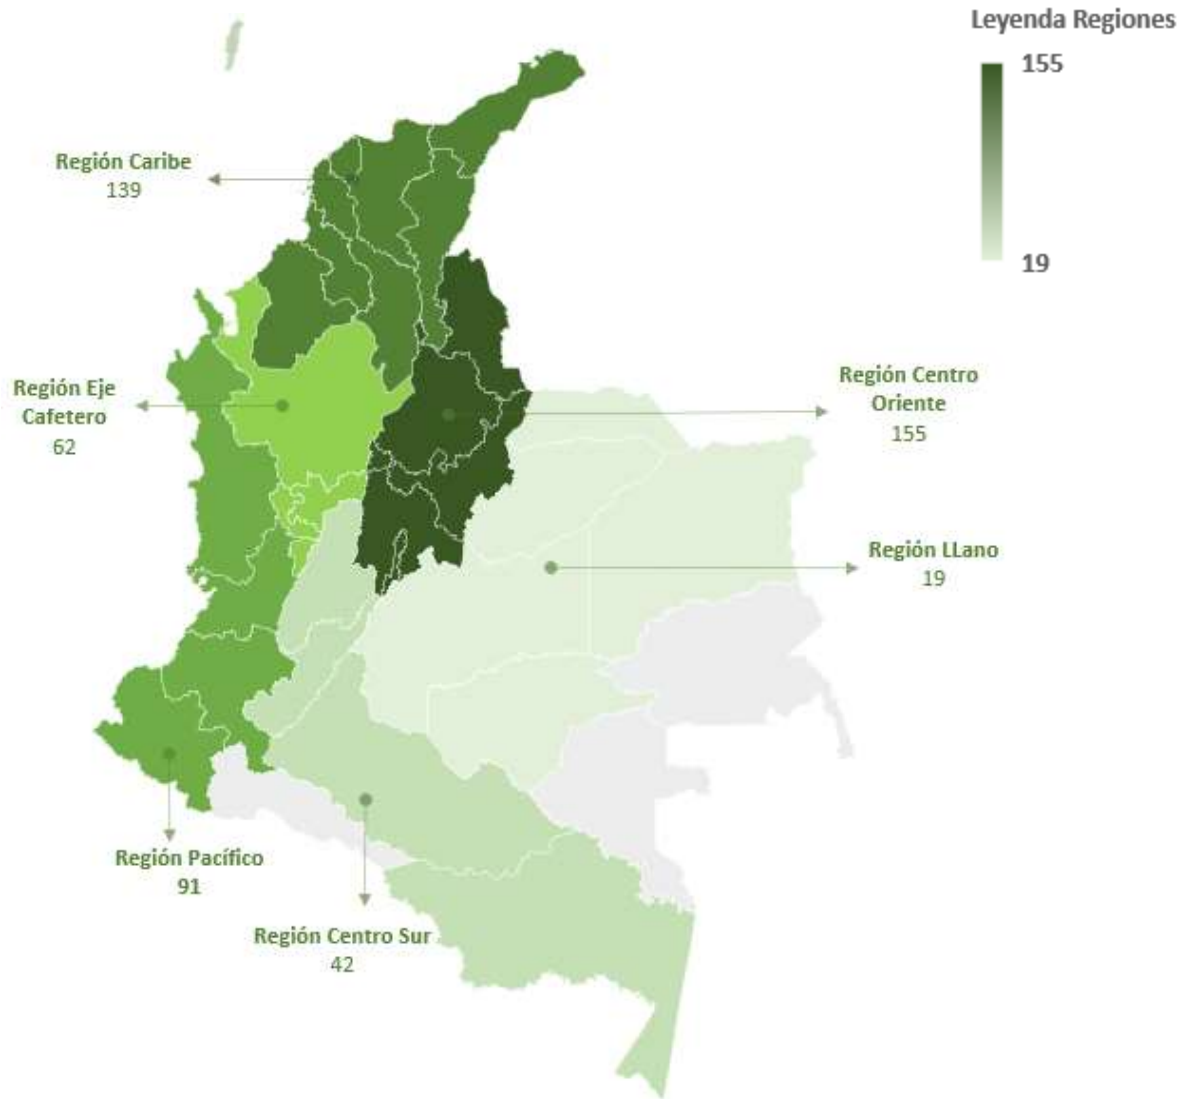 Leyenda Regiones
155
19
Región Caribe
139
Región Eje
Cafetero
62
Región Centro
Oriente
155
Región LLano
19
Región Pacífico
91
Región Centro Sur
42